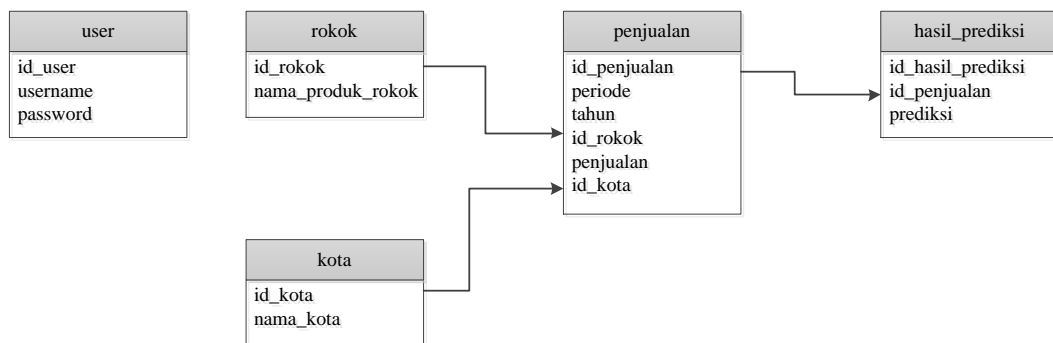 user
id_user
username
password
rokok
id_rokok
nama_produk_rokok
penjualan
id_penjualan
periode
tahun
id_rokok
penjualan
id_kota
hasil_prediksi
id_hasil_prediksi
id_penjualan
prediksi
kota
id_kota
nama_kota